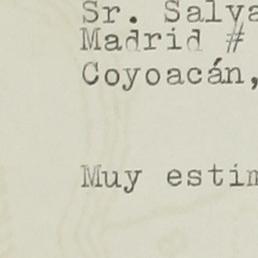 Sr. Salva
Madrid #
Coyoacán,
Muy estim